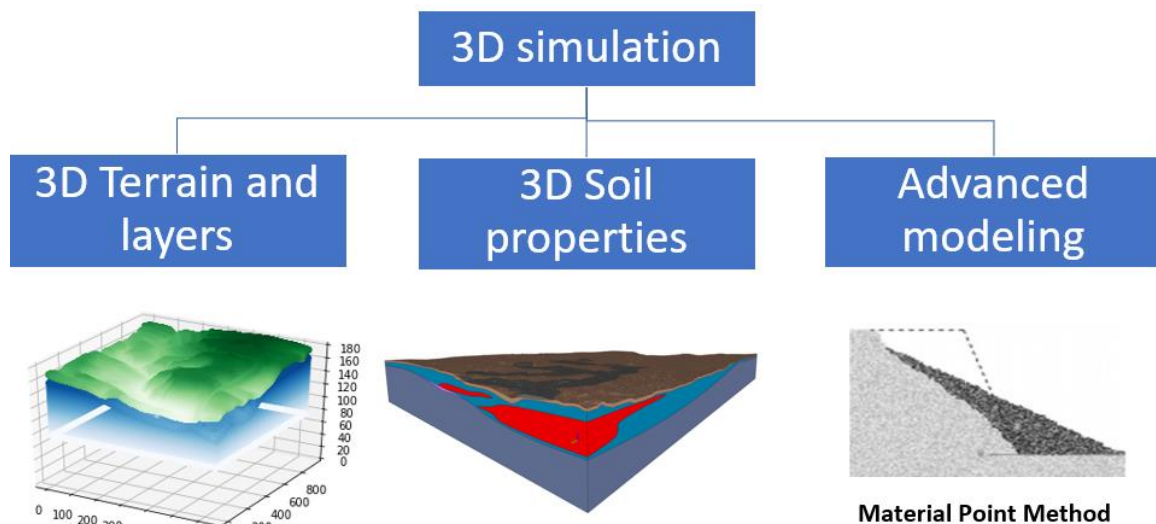 3D simulation
3D Terrain and
layers
3D Soil
properties
Advanced
modeling
180
160
140
120
100
80
60
40
20
0
800
600
400
0 100 200
Material Point Method